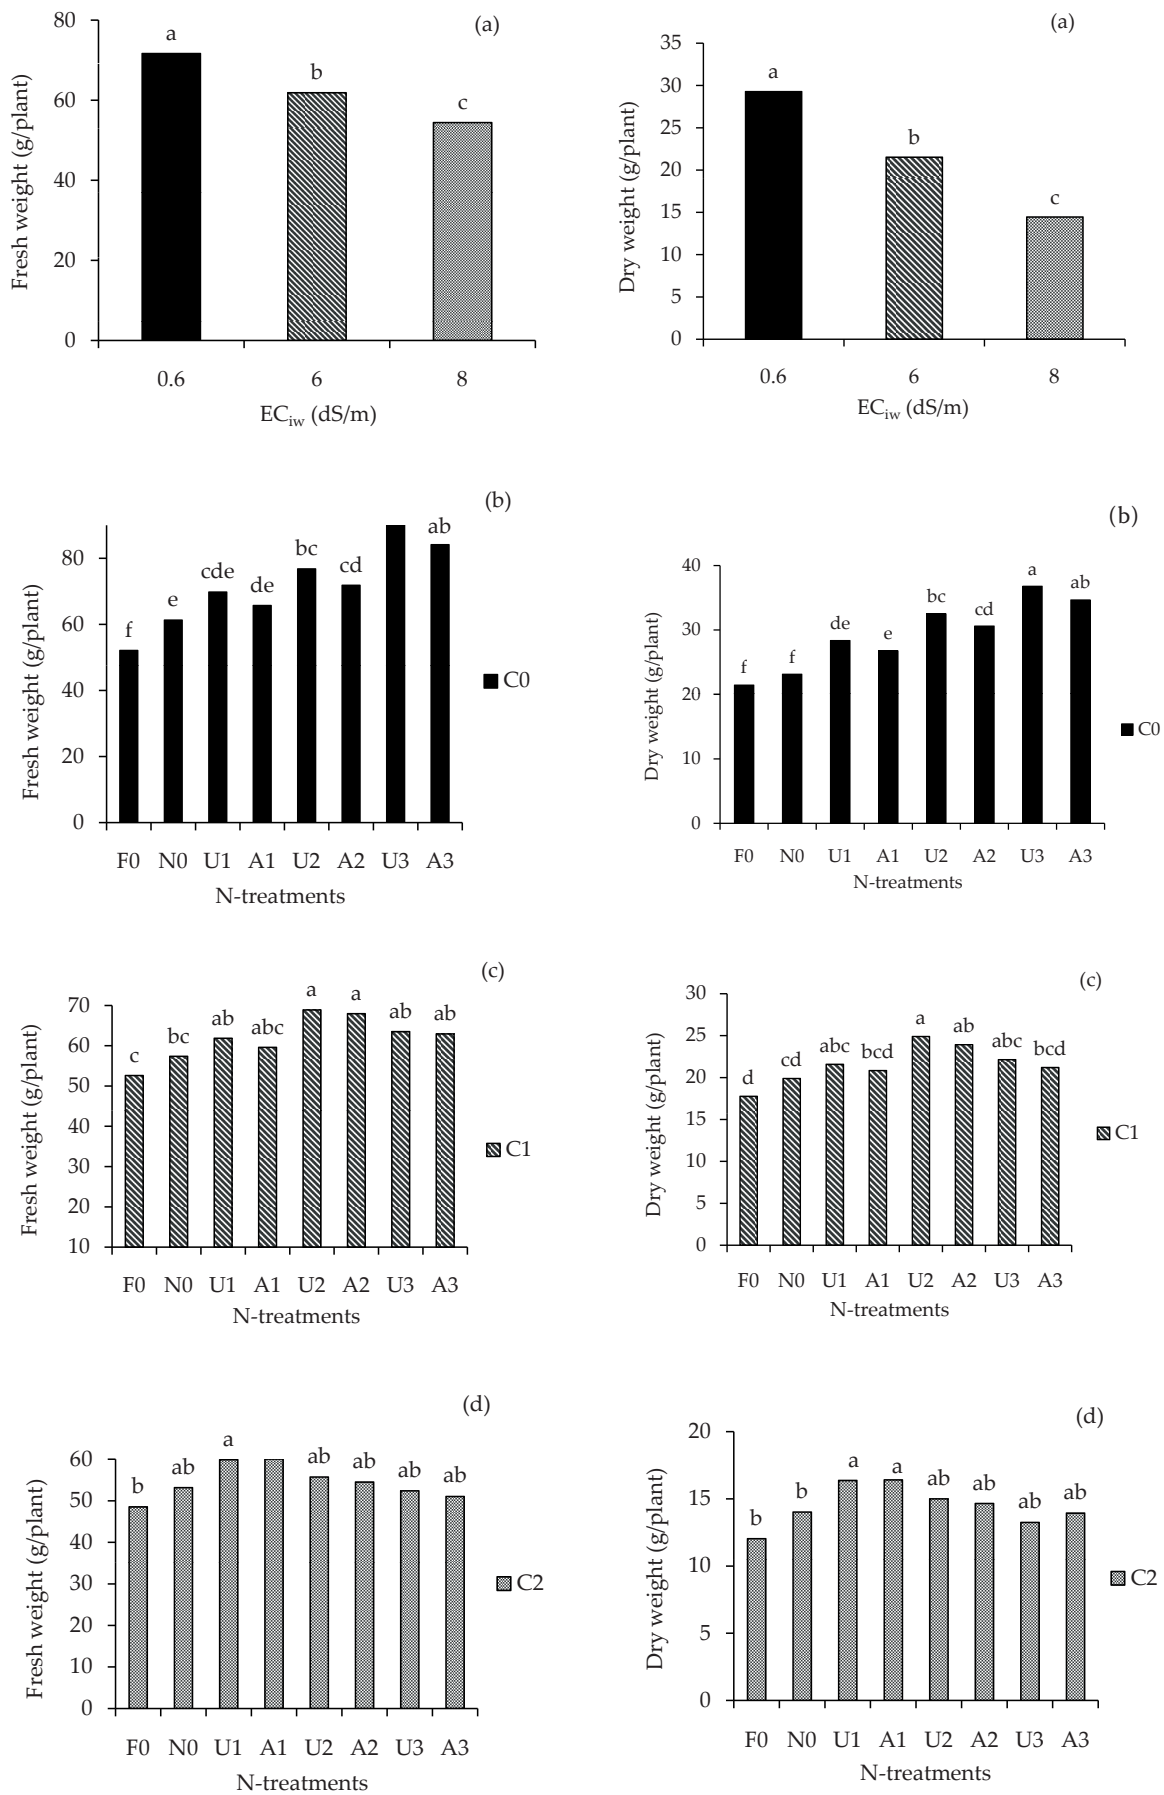 (a)
80
60
40
20
0
Fresh weight (g/plant)
a
b
c
0.6 6 8
ECiw (dS/m)
(a)
35
30
25
20
15
10
5
0
Dry weight (g/plant)
a
b
c
0.6 6 8
ECiw (dS/m)
(b)
80
60
40
20
0
Fresh weight (g/plant)
f e cde de bc cd ab
C0
F0 N0 U1 A1 U2 A2 U3 A3
N-treatments
(b)
40
30
20
10
0
Dry weight (g/plant)
f f de e bc cd a ab
C0
F0 N0 U1 A1 U2 A2 U3 A3
N-treatments
(c)
70
60
50
40
30
20
10
Fresh weight (g/plant)
c bc ab abc a a ab ab
C1
F0 N0 U1 A1 U2 A2 U3 A3
N-treatments
(c)
30
25
20
15
10
5
0
Dry weight (g/plant)
d cd abc bcd a ab abc bcd
C1
F0 N0 U1 A1 U2 A2 U3 A3
N-treatments
(d)
60
50
40
30
20
10
0
Fresh weight (g/plant)
b ab a ab ab ab ab
C2
F0 N0 U1 A1 U2 A2 U3 A3
N-treatments
(d)
20
15
10
5
0
Dry weight (g/plant)
b b a a ab ab ab ab
C2
F0 N0 U1 A1 U2 A2 U3 A3
N-treatments